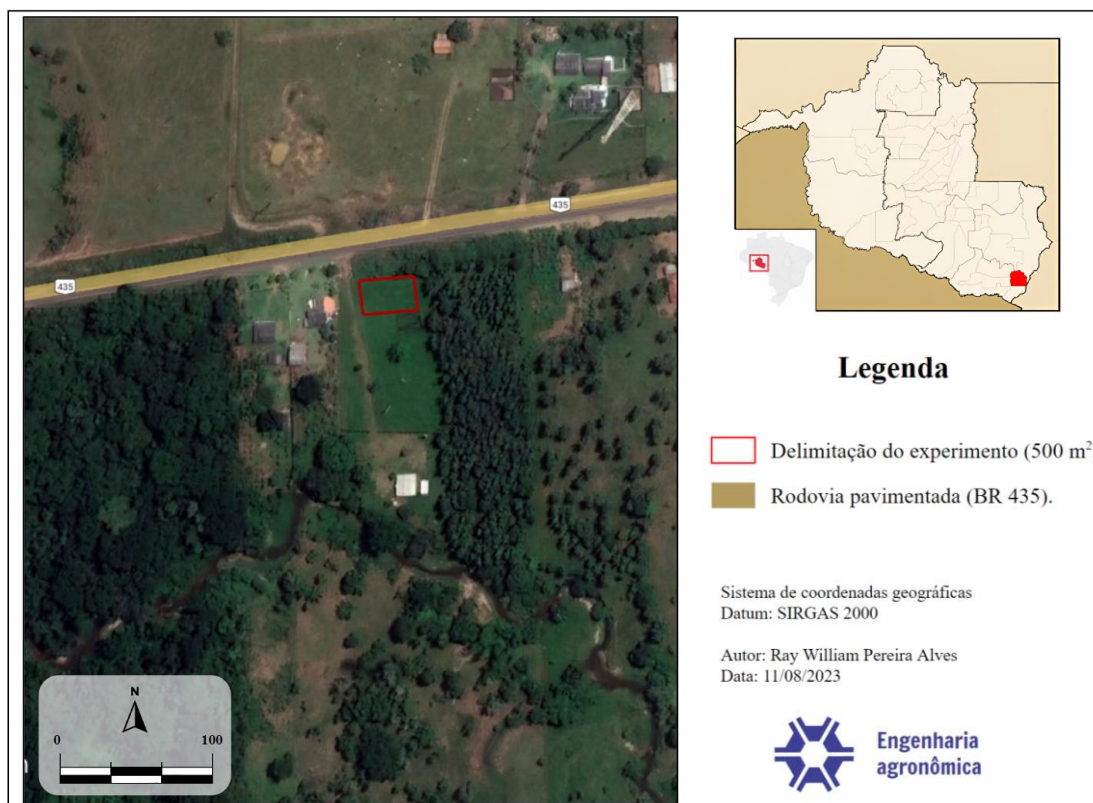 435
435
N
0 100
Legenda
Delimitação do experimento (500 m²
Rodovia pavimentada (BR 435).
Sistema de coordenadas geográficas
Datum: SIRGAS 2000
Autor: Ray William Pereira Alves
Data: 11/08/2023
Engenharia
agronômica